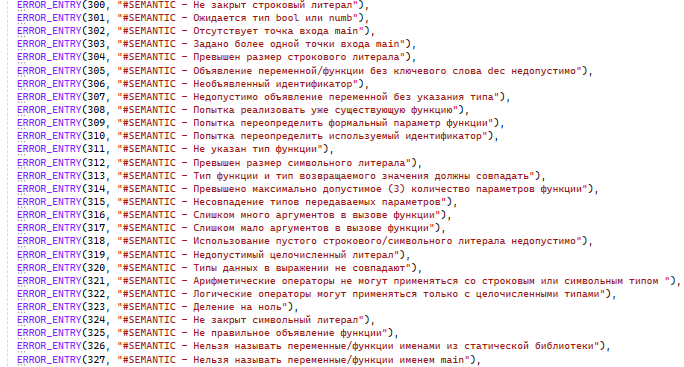 ERROR_ENTRY(300, "#SEMANTIC - Не закрыт строковый литерал"),
ERROR_ENTRY(301, "#SEMANTIC - Ожидается тип bool или numb"),
ERROR_ENTRY(302, "#SEMANTIC - Отсутствует точка входа main"),
ERROR_ENTRY(303, "#SEMANTIC - Задано более одной точки входа main"),
ERROR_ENTRY(304, "#SEMANTIC - Превышен размер строкового литерала"),
ERROR_ENTRY(305, "#SEMANTIC - Объявление переменной/функции без ключевого слова dec недопустимо"),
ERROR_ENTRY(306, "#SEMANTIC - Необъявленный идентификатор"),
ERROR_ENTRY(307, "#SEMANTIC - Недопустимо объявление переменной без указания типа"),
ERROR_ENTRY(308, "#SEMANTIC - Попытка реализовать уже существующую функцию"),
ERROR_ENTRY(309, "#SEMANTIC - Попытка переопределить формальный параметр функции"),
ERROR_ENTRY(310, "#SEMANTIC - Попытка переопределить используемый идентификатор"),
ERROR_ENTRY(311, "#SEMANTIC - Не указан тип функции"),
ERROR_ENTRY(312, "#SEMANTIC - Превышен размер символьного литерала"),
ERROR_ENTRY(313, "#SEMANTIC - Тип функции и тип возвращаемого значения должны совпадать"),
ERROR_ENTRY(314, "#SEMANTIC - Превышено максимально допустимое (3) количество параметров функции"),
ERROR_ENTRY(315, "#SEMANTIC - Несовпадение типов передаваемых параметров"),
ERROR_ENTRY(316, "#SEMANTIC - Слишком много аргументов в вызове функции"),
ERROR_ENTRY(317, "#SEMANTIC - Слишком мало аргументов в вызове функции"),
ERROR_ENTRY(318, "#SEMANTIC - Использование пустого строкового/символьного литерала недопустимо"),
ERROR_ENTRY(319, "#SEMANTIC - Недопустимый целочисленный литерал"),
ERROR_ENTRY(320, "#SEMANTIC - Типы данных в выражении не совпадают"),
ERROR_ENTRY(321, "#SEMANTIC - Арифметические операторы не могут применяться со строковым или символьным типом "),
ERROR_ENTRY(322, "#SEMANTIC - Логические операторы могут применяться только с целочисленными типами"),
ERROR_ENTRY(323, "#SEMANTIC - Деление на ноль"),
ERROR_ENTRY(324, "#SEMANTIC - Не закрыт символьный литерал"),
ERROR_ENTRY(325, "#SEMANTIC - Не правильное объявление функции"),
ERROR_ENTRY(326, "#SEMANTIC - Нельзя называть переменные/функции именами из статической библиотеки"),
ERROR_ENTRY(327, "#SEMANTIC - Нельзя называть переменные/функции именем main"),